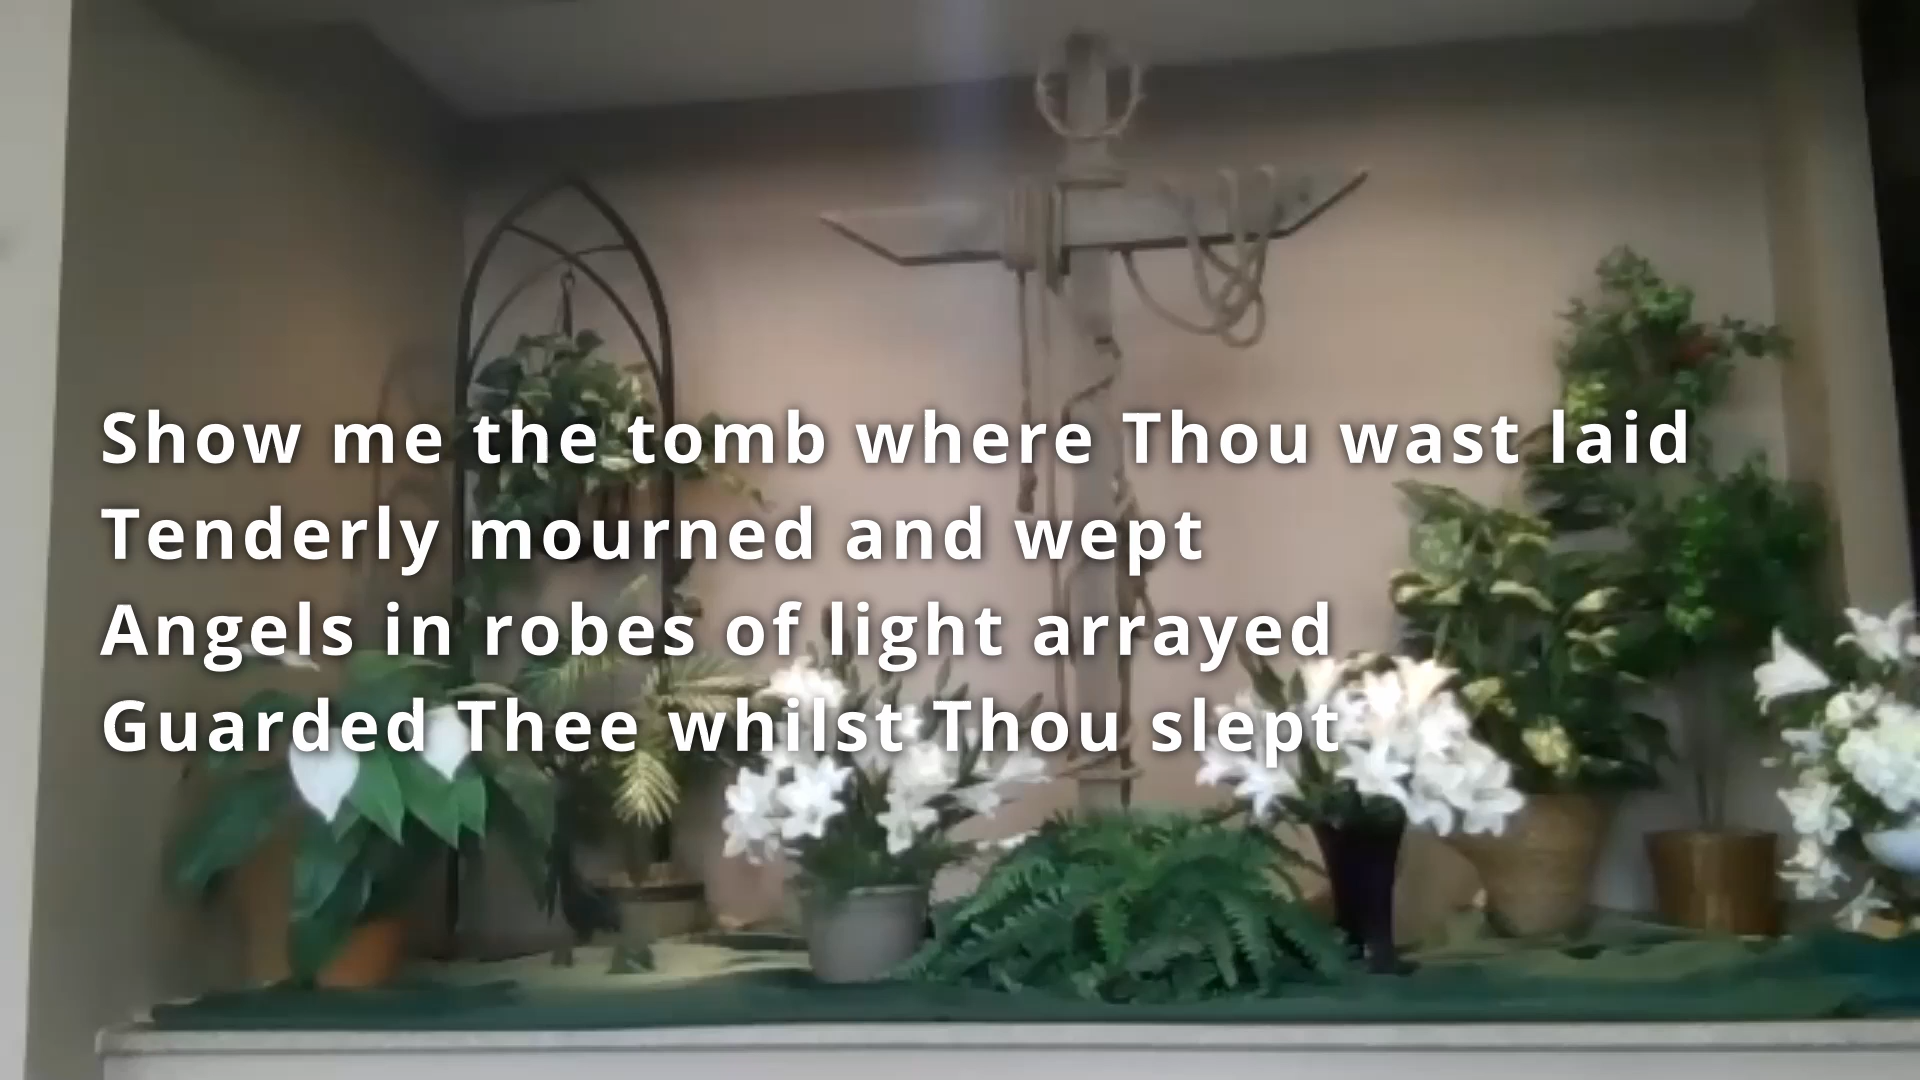 Show me the tomb where Thou wast laid
Tenderly mourned and wept
Angels in robes of light arrayed
Guarded Thee whilst Thou slept